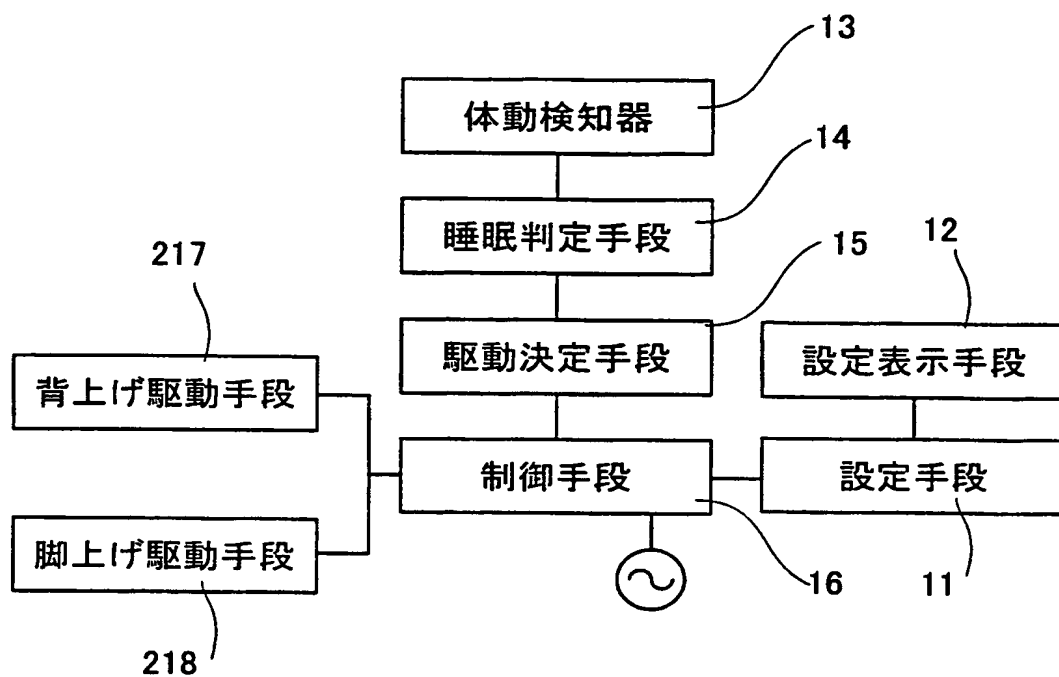 13
体動検知器
14
睡眠判定手段
12
217
15
駆動決定手段
設定表示手段
背上げ駆動手段
制御手段
設定手段
脚上げ駆動手段
16
11
218